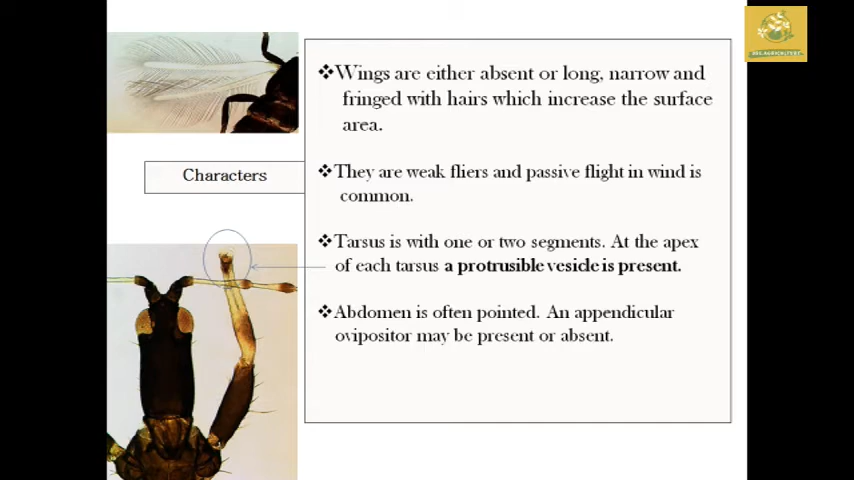 ❖Wings are either absent or long, narrow and
fringed with hairs which increase the surface
area.
Characters
❖They are weak fliers and passive flight in wind is
common.
❖Tarsus is with one or two segments. At the apex
of each tarsus a protrusible vesicle is present.
❖Abdomen is often pointed. An appendicular
ovipositor may be present or absent.